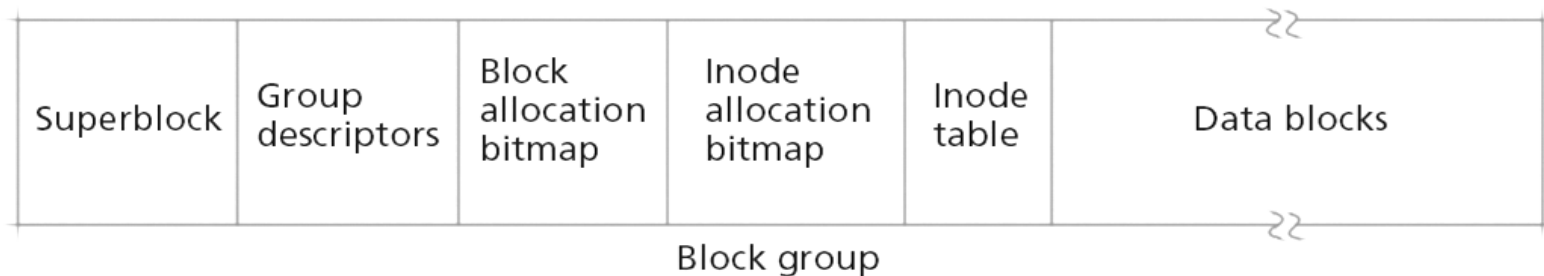 Superblock
Group
descriptors
Block
allocation
bitmap
Inode
allocation
bitmap
Inode
table
Data blocks
Block group